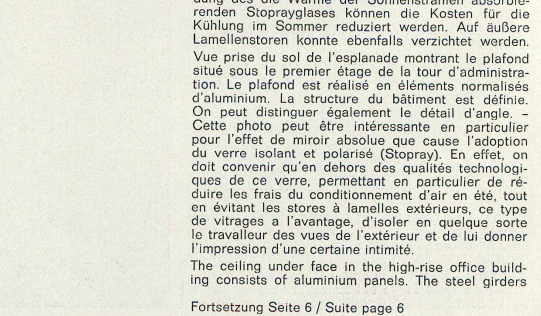 dung des die Wärme der Sonnenstrahlen absorbie-
renden Stoprayglases können die Kosten für die
Kühlung im Sommer reduziert werden. Auf äußere
Lamellenstoren konnte ebenfalls verzichtet werden.
Vue prise du sol de l'esplanade montrant le plafond
situé sous le premier étage de la tour d'administra-
tion. Le plafond est réalisé en éléments normalisés
d'aluminium. La structure du bâtiment est définie.
On peut distinguer également le détail d'angle. –
Cette photo peut être intéressante en particulier
pour l'effet de miroir absolue que cause l'adoption
du verre isolant et polarisé (Stopray). En effet, on
doit convenir qu'en dehors des qualités technologi-
ques de ce verre, permettant en particulier de ré-
duire les frais du conditionnement d'air en été, tout
en évitant les stores à lamelles extérieurs, ce type
de vitrages a l'avantage, d'isoler en quelque sorte
le travailleur des vues de l'extérieur et de lui donner
l'impression d'une certaine intimité.
The ceiling under face in the high-rise office build-
ing consists of aluminium panels. The steel girders
Fortsetzung Seite 6 / Suite page 6